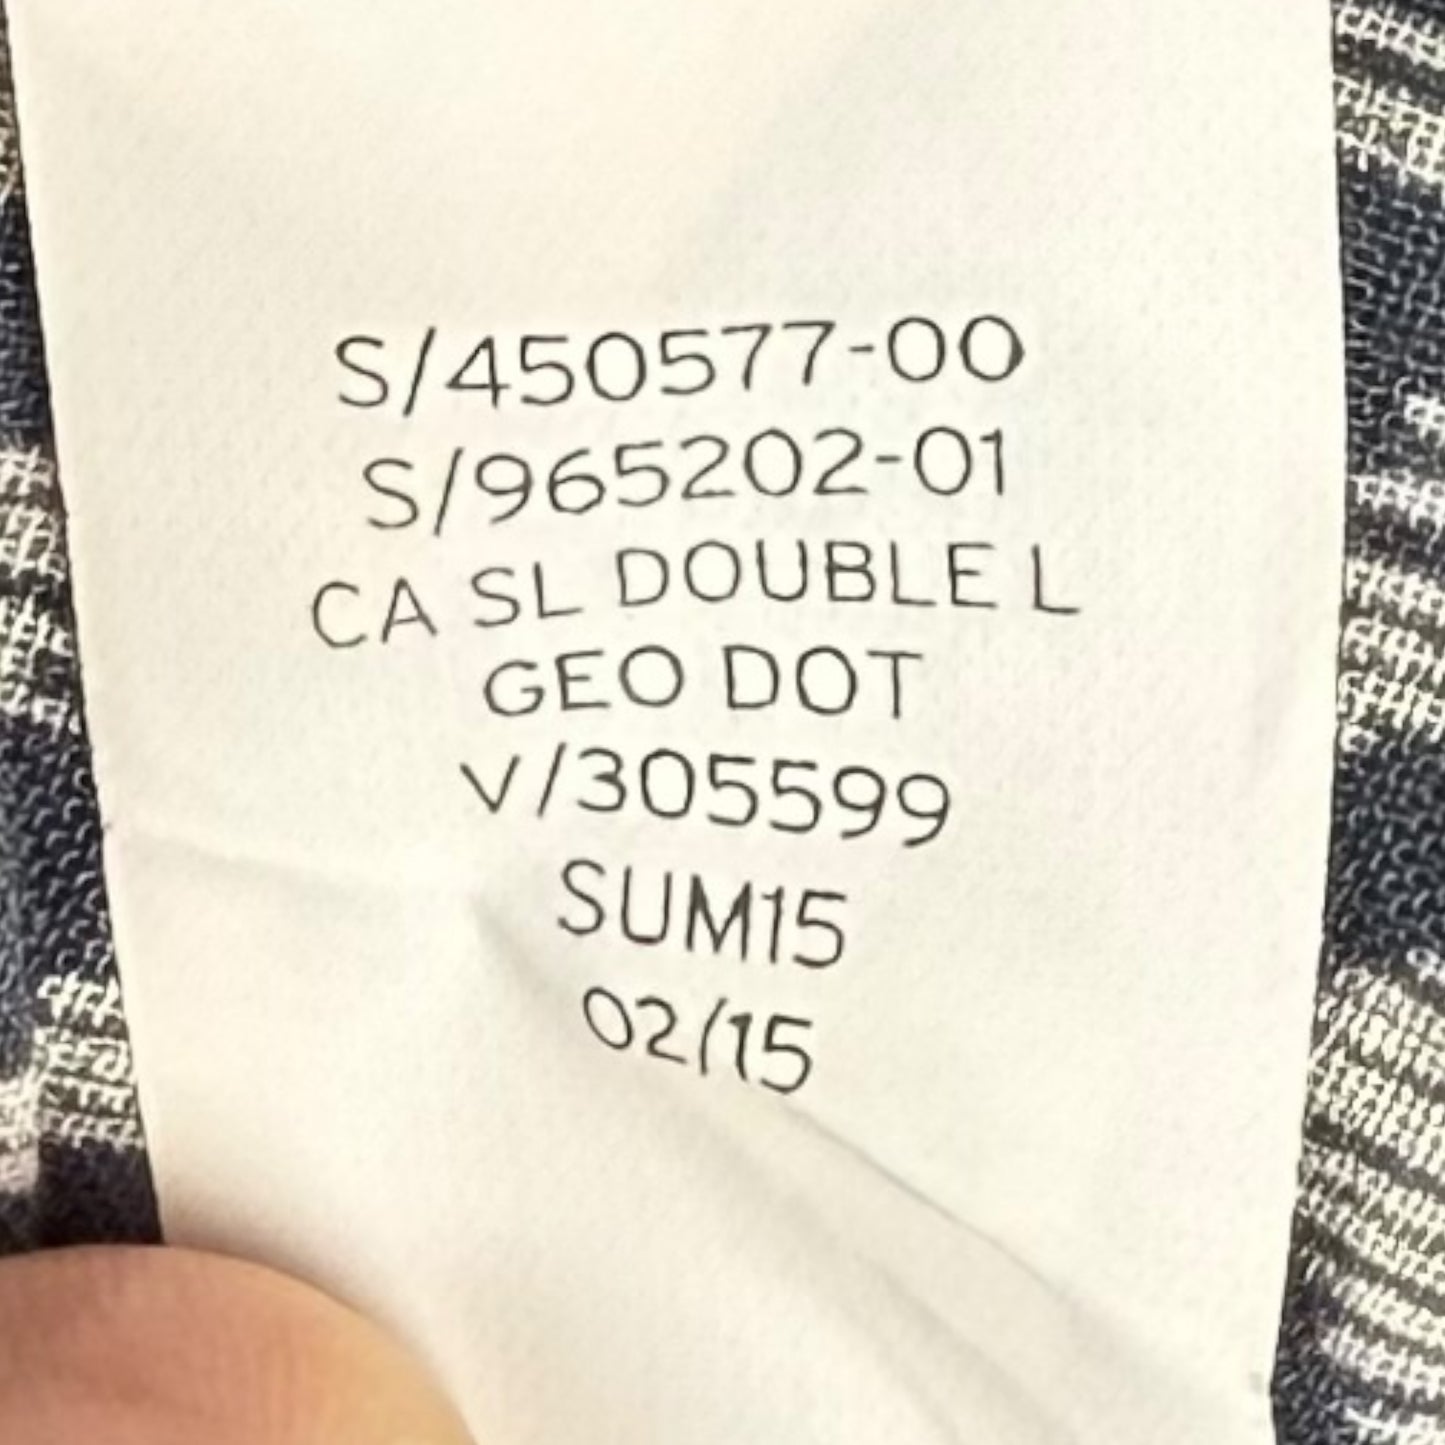 S/450577-00
S/965202-01
CA SL DOUBLE L
GEO DOT
V/305599
SUM15
02/15